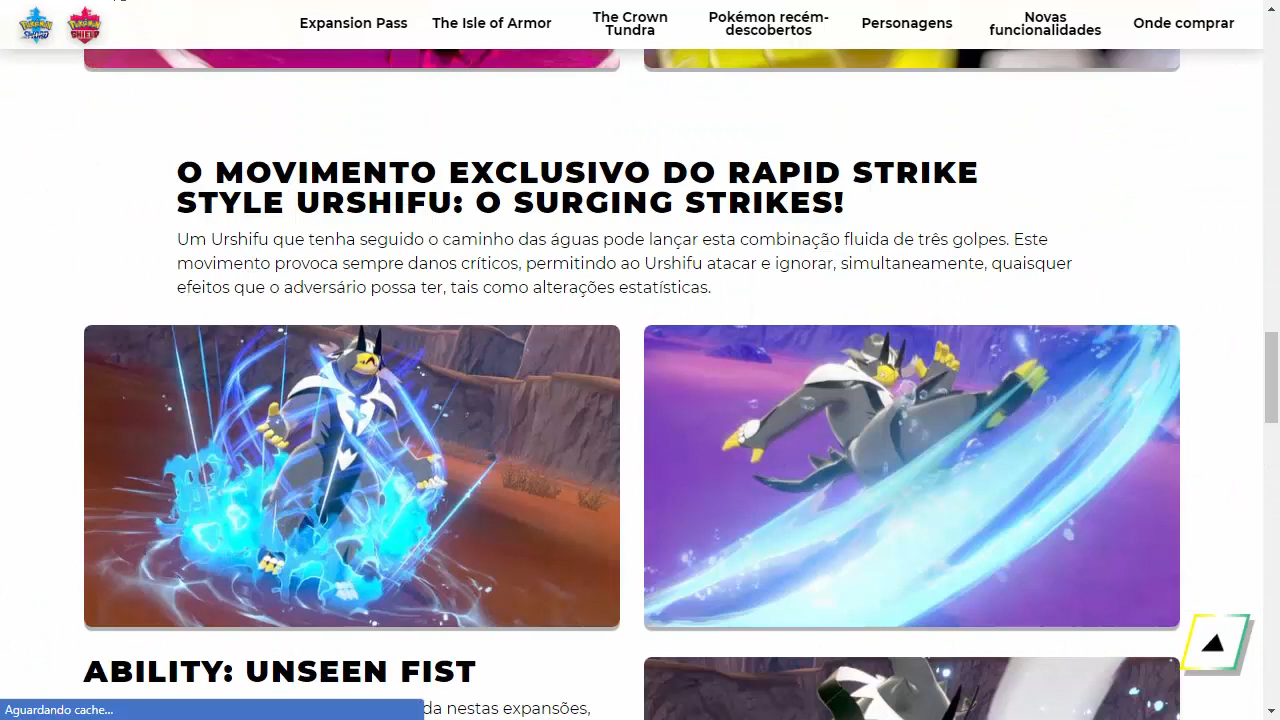 Expansion Pass
The Isle of Armor
The Crown
Tundra
Pokémon recém-
descobertos
Personagens
Novas
funcionalidades
Onde comprar
O MOVIMENTO EXCLUSIVO DO RAPID STRIKE
STYLE URSHIFU: O SURGING STRIKES!
Um Urshifu que tenha seguido o caminho das águas pode lançar esta combinação fluida de três golpes. Este
movimento provoca sempre danos críticos, permitindo ao Urshifu atacar e ignorar, simultaneamente, quaisquer
efeitos que o adversário possa ter, tais como alterações estatísticas.
ABILITY: UNSEEN FIST
da nestas expansões,
Aguardando cache...